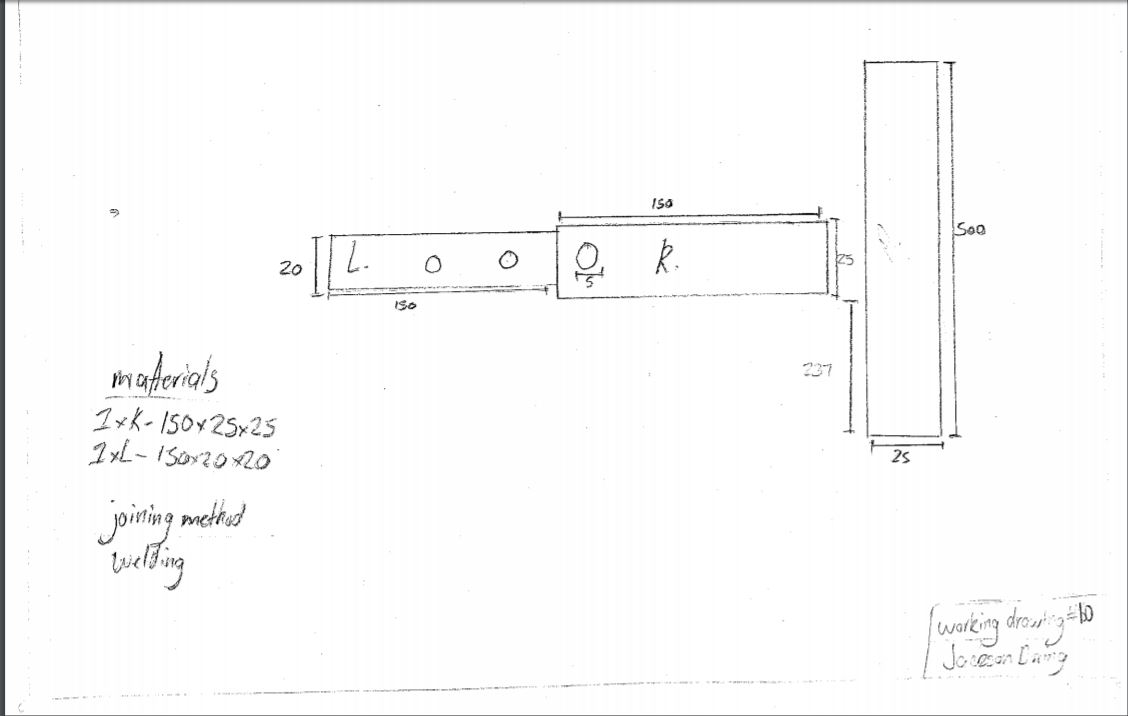 150
500
L.
K.
25
20
5
150
237
materials
1xK-150x25x25
1xL-150x20x20
25
joining method
welding
working drawing #10